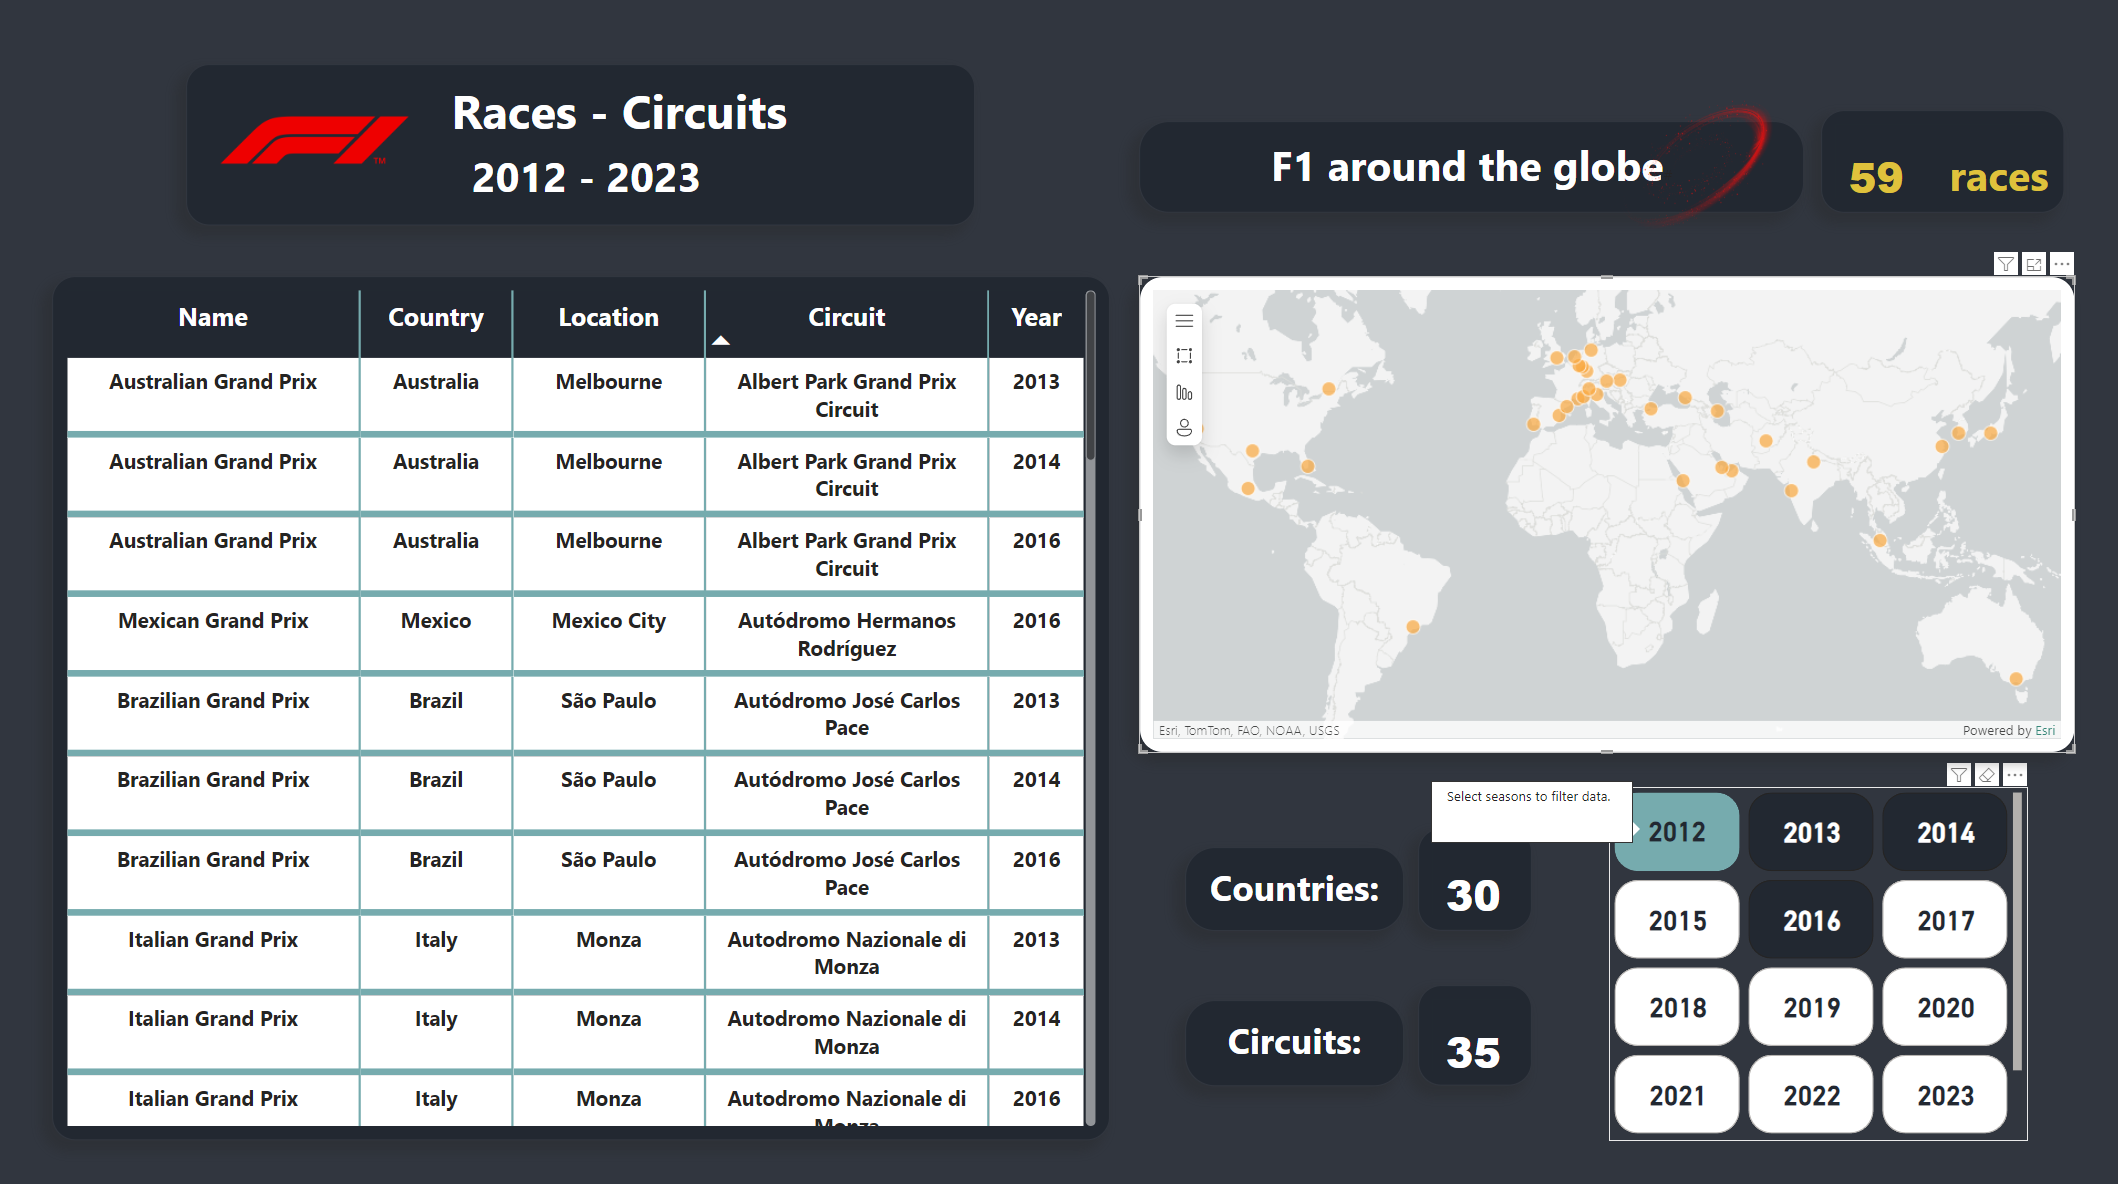 Races - Circuits
2012 - 2023
TM
F1 around the globe
59 races
Name Country Location Circuit Year
Australian Grand Prix Australia Melbourne Albert Park Grand Prix 2013
Circuit
Australian Grand Prix Australia Melbourne Albert Park Grand Prix 2014
Circuit
Australian Grand Prix Australia Melbourne Albert Park Grand Prix 2016
Circuit
Mexican Grand Prix Mexico Mexico City Autódromo Hermanos 2016
Rodríguez
Brazilian Grand Prix Brazil São Paulo Autódromo José Carlos 2013
Pace
Brazilian Grand Prix Brazil São Paulo Autódromo José Carlos 2014
Pace
Brazilian Grand Prix Brazil São Paulo Autódromo José Carlos 2016
Pace
Italian Grand Prix Italy Monza Autodromo Nazionale di 2013
Monza
Italian Grand Prix Italy Monza Autodromo Nazionale di 2014
Monza
Italian Grand Prix Italy Monza Autodromo Nazionale di 2016
Monza
Esri, TomTom, FAO, NOAA, USGS Powered by Esri
Select seasons to filter data.
Countries: 30
Circuits: 35
2012 2013 2014
2015 2016 2017
2018 2019 2020
2021 2022 2023